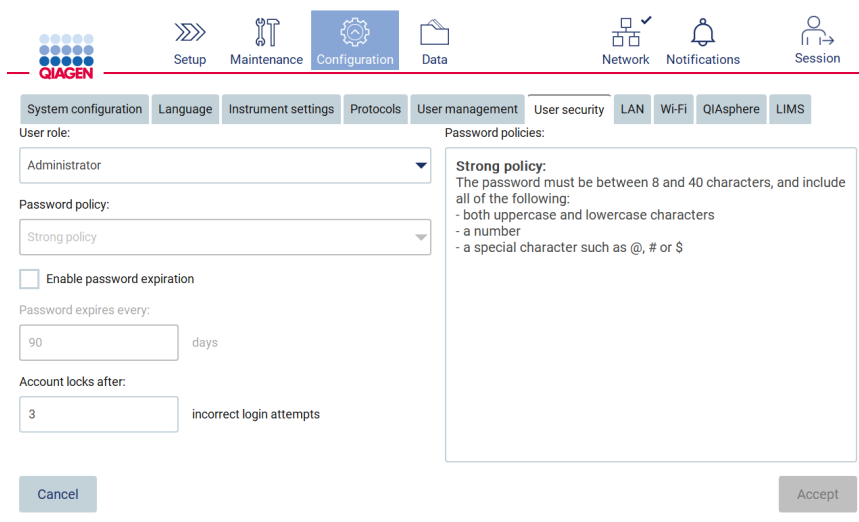 QIAGEN
Setup
Maintenance
Configuration
Data
Network
Notifications
Session
System configuration
Language
Instrument settings
Protocols
User management
User security
LAN
Wi-Fi
QIAsphere
LIMS
User role:
Administrator
Password policy:
Strong policy
Enable password expiration
Password expires every:
90 days
Account locks after:
3 incorrect login attempts
Password policies:
Strong policy:
The password must be between 8 and 40 characters, and include
all of the following:
- both uppercase and lowercase characters
- a number
- a special character such as @, # or $
Cancel
Accept